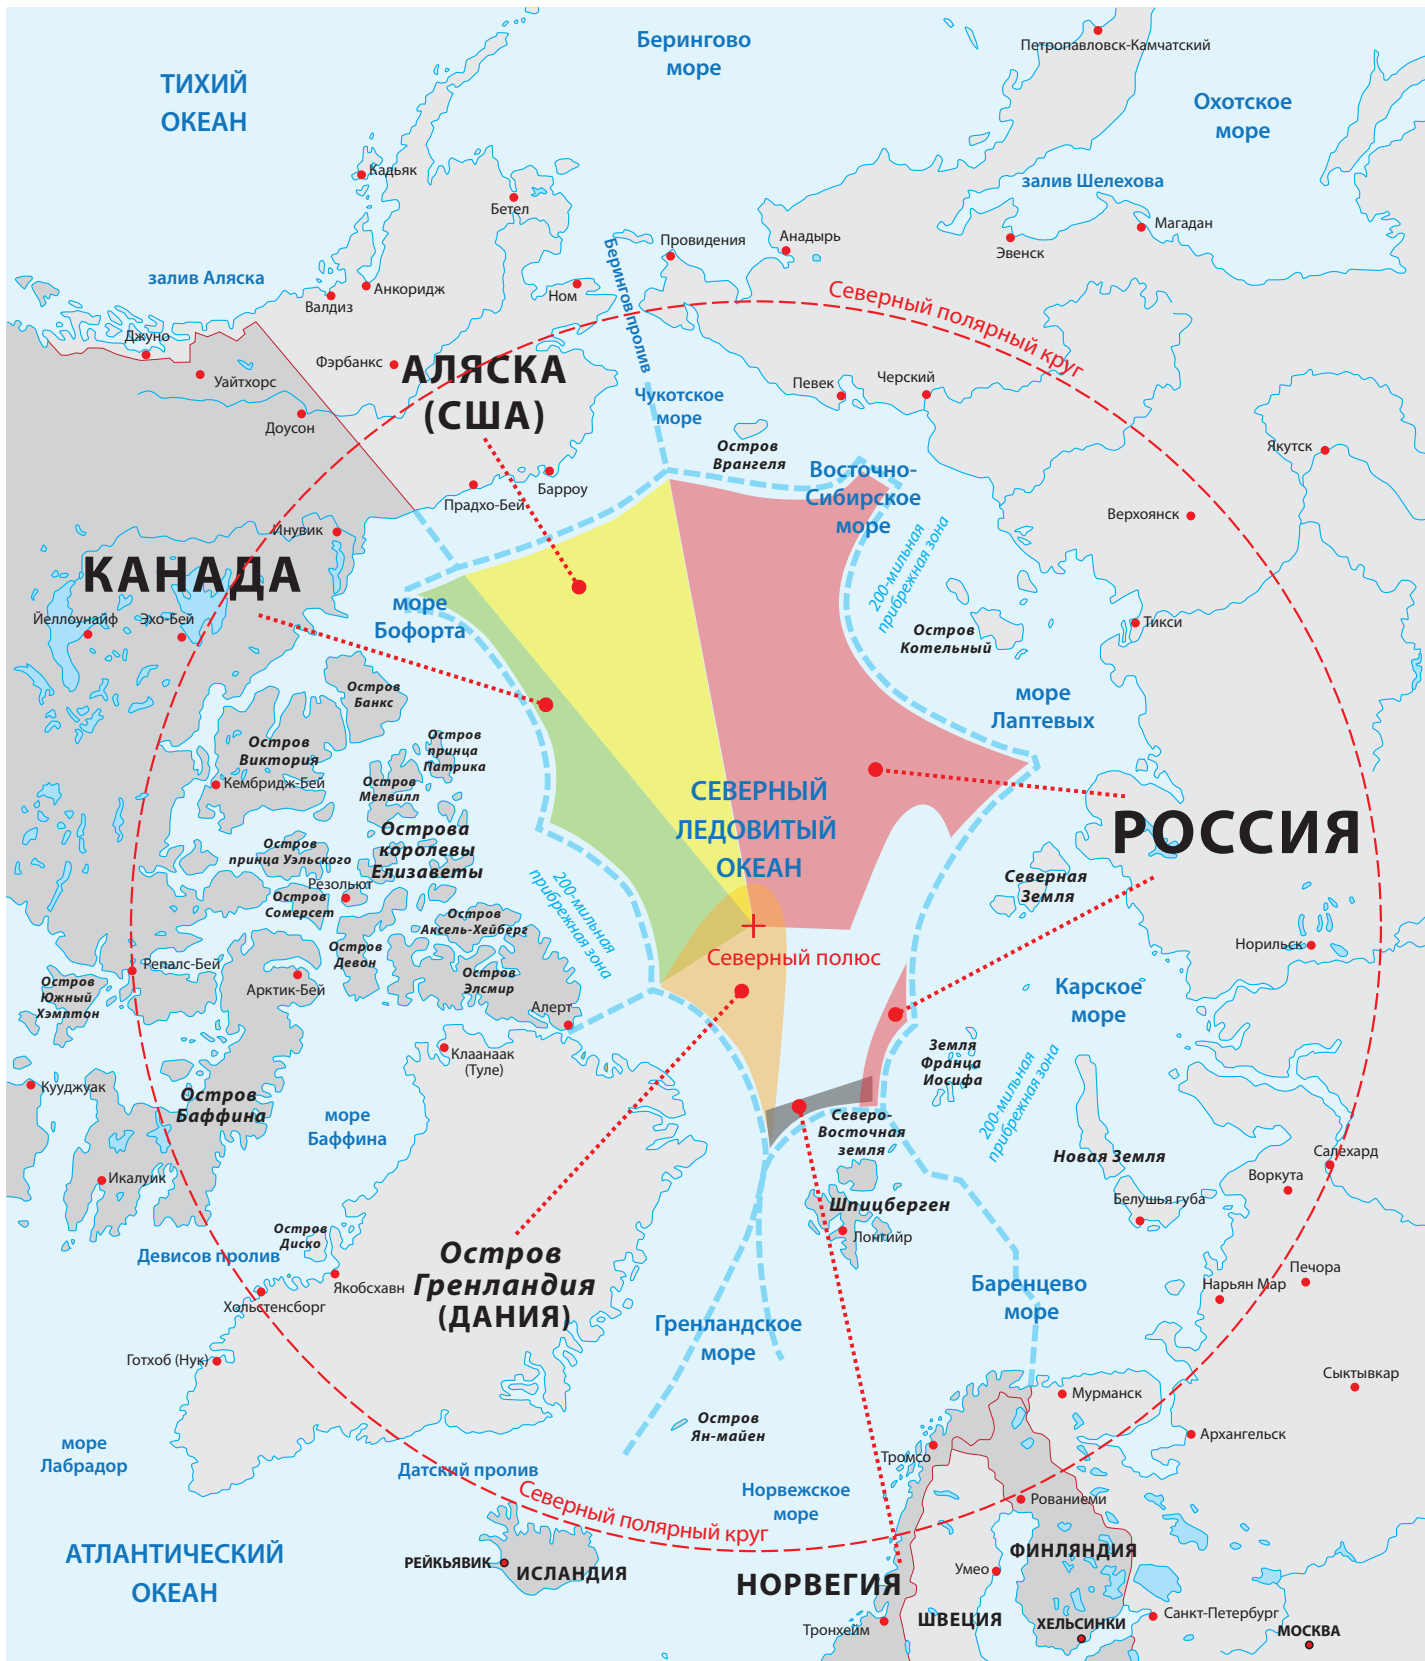 Берингово
море
Петропавловск-Камчатский
ТИХИЙ
ОКЕАН
Охотское
море
Кадьяк
залив Шелехова
Бетел
Магадан
Провидения
Анадырь
Эвенск
Берингов пролив
залив Аляска
Анкоридж
Валдиз
Ном
Северный полярный круг
Джуно
Фэрбанкс
АЛЯСКА
(США)
Уайтхорс
Певек
Черский
Чукотское
море
Доусон
Остров
Врангеля
Якутск
Восточно-
Сибирское
море
Барроу
Прадхо-Бей
Верхоянск
Инувик
200-мильная
прибрежная зона
КАНАДА
море
Бофорта
Йеллоунайф
Эхо-Бей
Тикси
Остров
Котельный
Остров
Банкс
море
Лаптевых
Остров
Виктория
Остров
принца
Патрика
Кембридж-Бей
Остров
Мелвилл
СЕВЕРНЫЙ
ЛЕДОВИТЫЙ
ОКЕАН
РОССИЯ
Острова
королевы
Елизаветы
Остров
принца Уэльского
Резольют
Остров
Сомерсет
200-мильная
прибрежная зона
Северная
Земля
Остров
Аксель-Хейберг
Остров
Девон
Северный полюс
Норильск
Репалс-Бей
Остров
Элсмир
Остров
Южный
Хэмптон
Арктик-Бей
Карское
море
Алерт
Клаанаак
(Туле)
Земля
Франца
Иосифа
200-мильная
прибрежная зона
Кууджуак
Остров
Баффина
море
Баффина
Северо-
Восточная
земля
Новая Земля
Салехард
Воркута
Икалуик
Белушья губа
Шпицберген
Лонгийр
Остров
Диско
Девисов пролив
Остров
Гренландия
(ДАНИЯ)
Якобсхавн
Хольстенсборг
Печора
Нарьян Мар
Баренцево
море
Гренландское
море
Готхоб (Нук)
Сыктывкар
Мурманск
Остров
Ян-майен
Архангельск
море
Лабрадор
Тромсо
Датский пролив
Норвежское
море
Рованиеми
Северный полярный круг
АТЛАНТИЧЕСКИЙ
ОКЕАН
РЕЙКЬЯВИК
ИСЛАНДИЯ
ФИНЛЯНДИЯ
НОРВЕГИЯ
Умео
ШВЕЦИЯ
Санкт-Петербург
ХЕЛЬСИНКИ
МОСКВА
Тронхейм